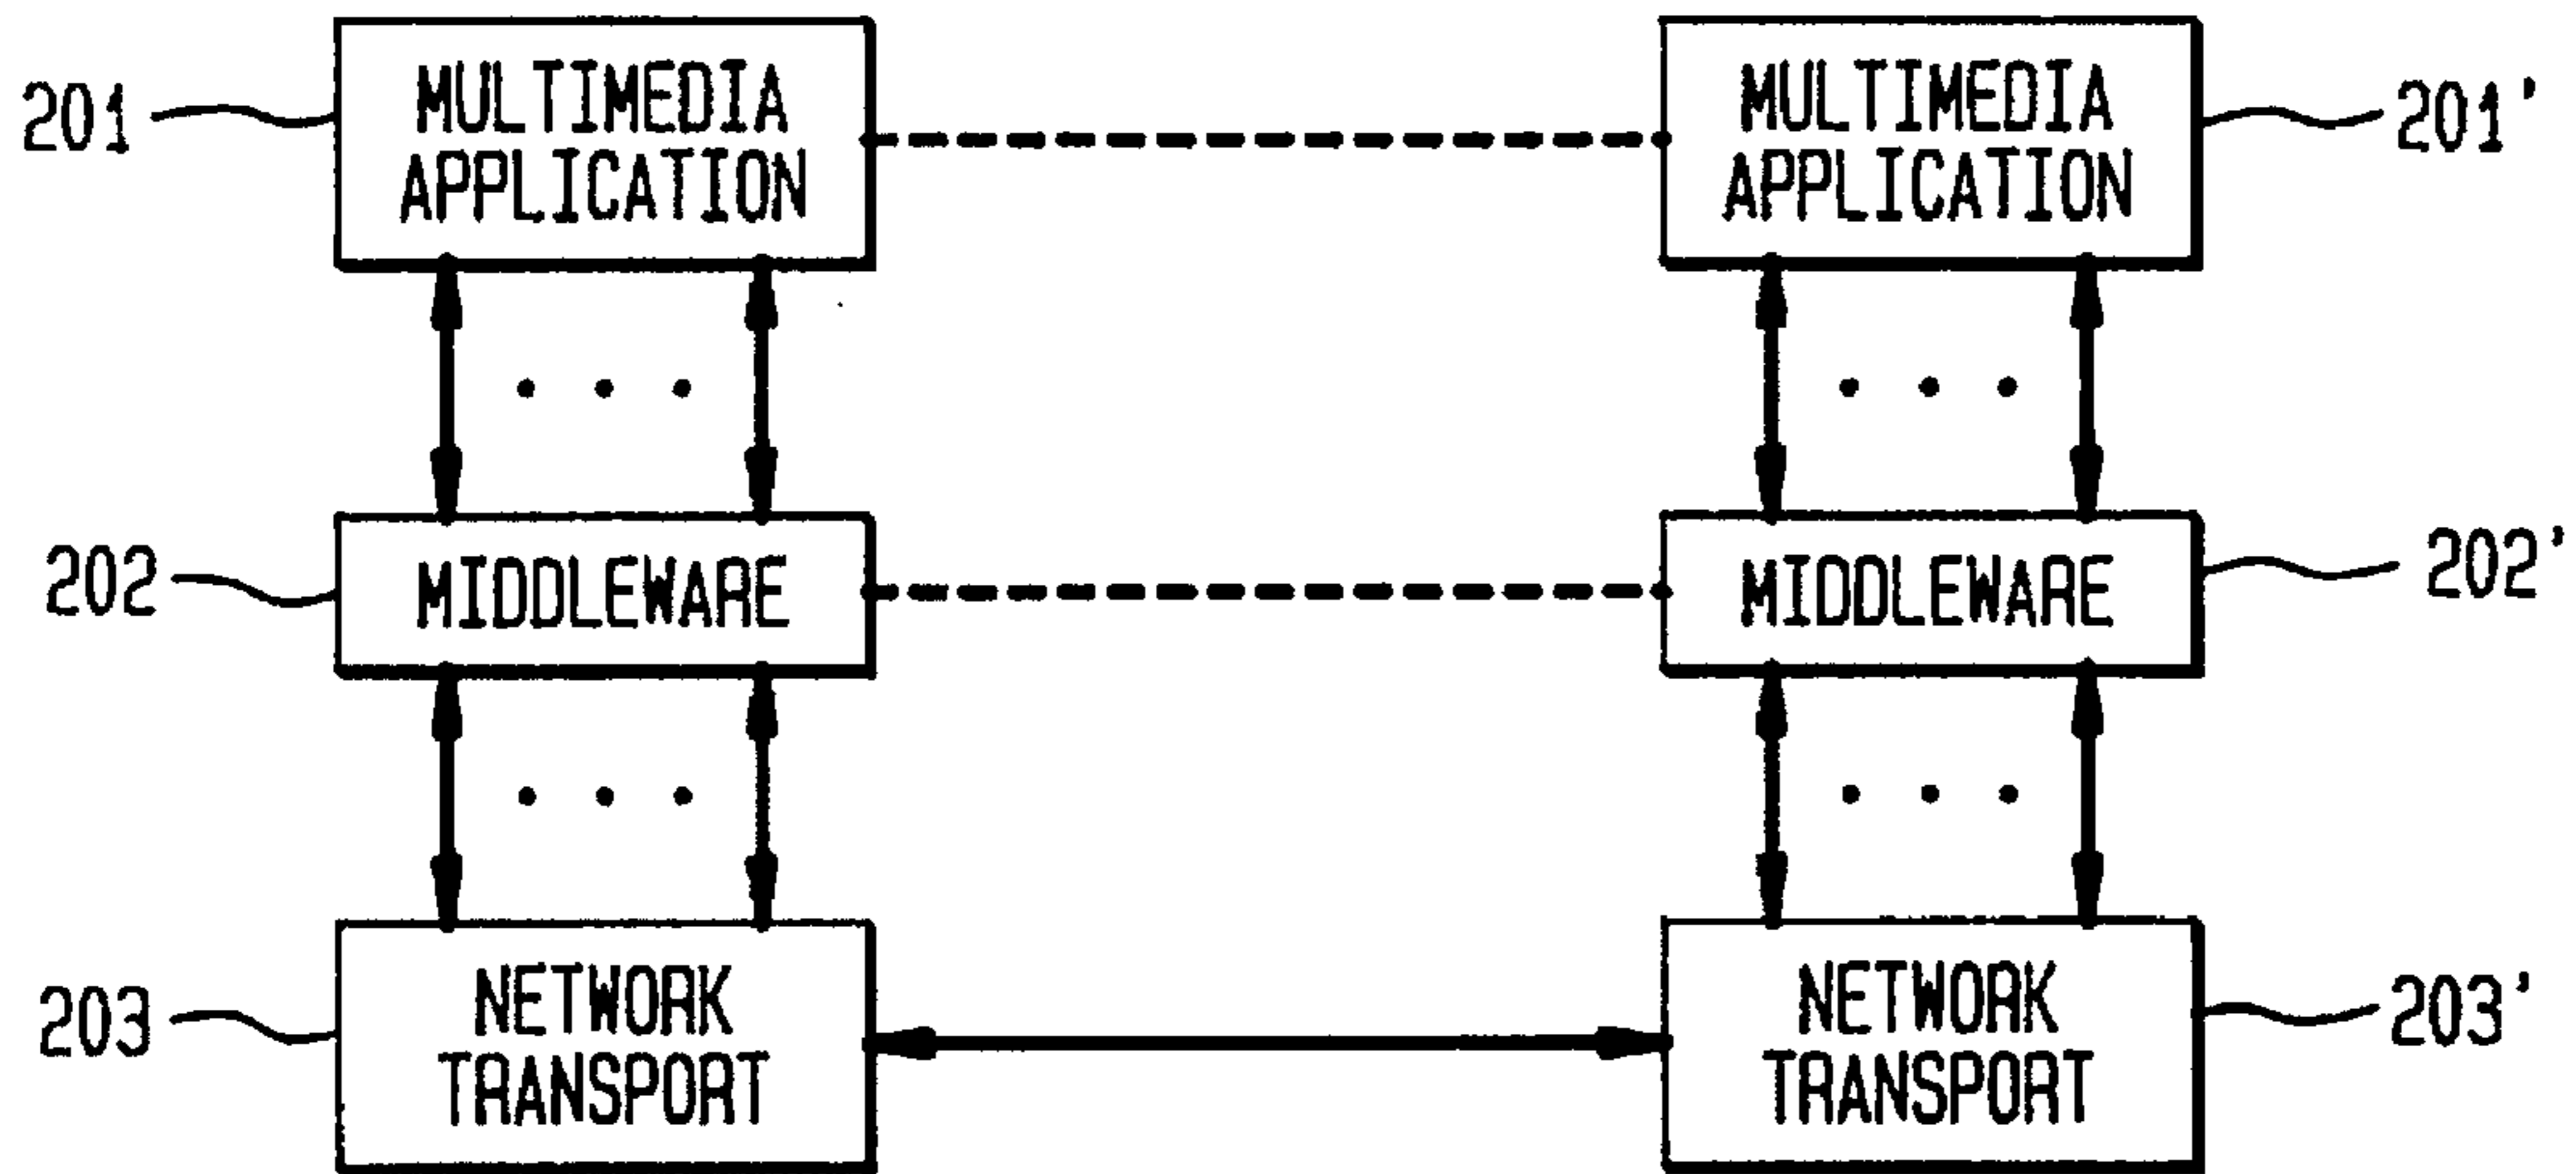 201
MULTIMEDIA
APPLICATION
MULTIMEDIA
APPLICATION
201'
202
MIDDLEWARE
MIDDLEWARE
202'
203
NETWORK
TRANSPORT
NETWORK
TRANSPORT
203'